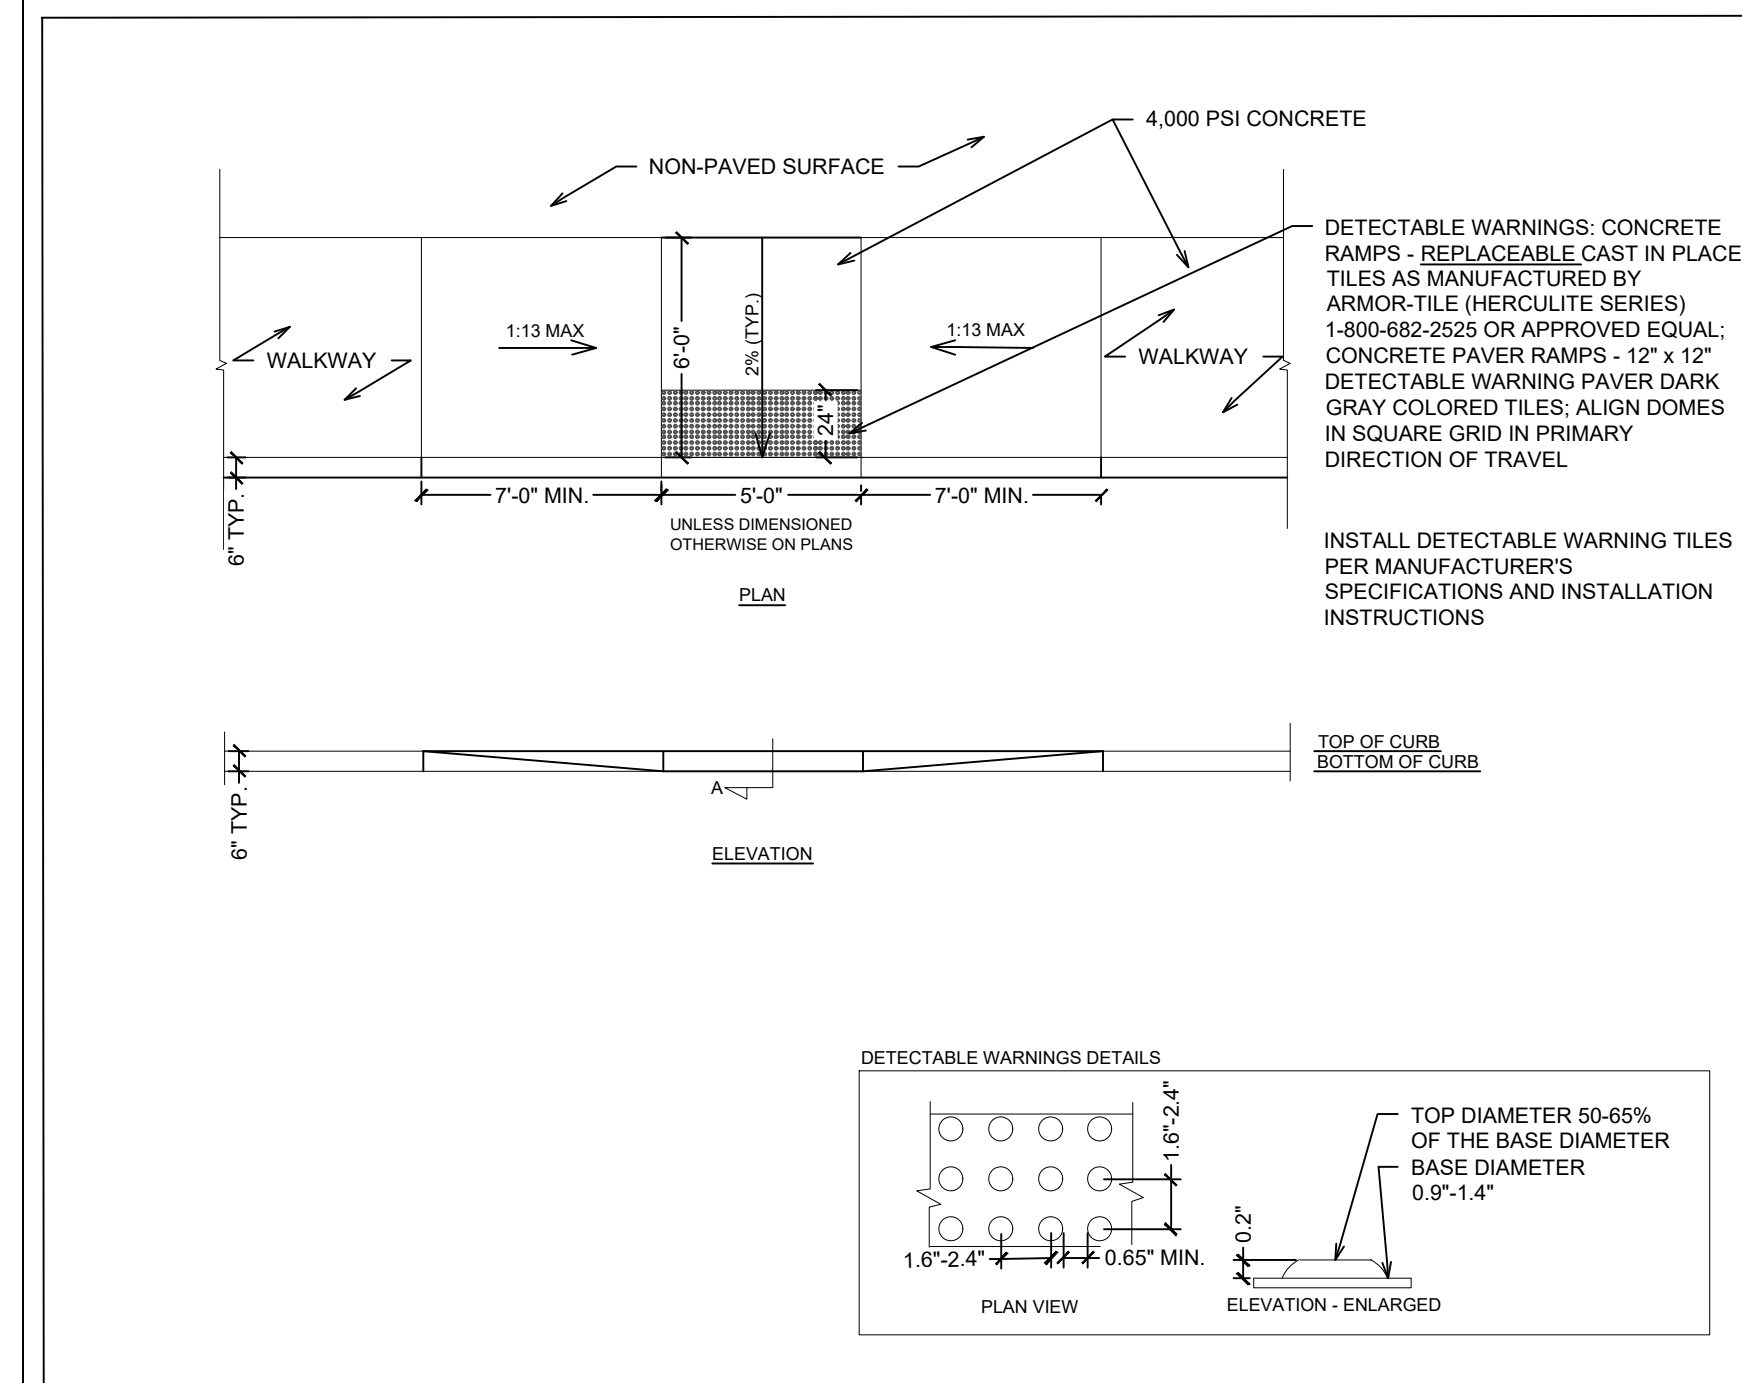 4,000 PSI CONCRETE
NON-PAVED SURFACE
DETECTABLE WARNINGS: CONCRETE
RAMPS - REPLACEABLE CAST IN PLACE
TILES AS MANUFACTURED BY
ARMOR-TILE (HERCULITE SERIES)
1-800-682-2525 OR APPROVED EQUAL;
CONCRETE PAVER RAMPS - 12" x 12"
DETECTABLE WARNING PAVER DARK
GRAY COLORED TILES; ALIGN DOMES
IN SQUARE GRID IN PRIMARY
DIRECTION OF TRAVEL
WALKWAY
1:13 MAX
6'-0"
2% (TYP.)
24"
1:13 MAX
WALKWAY
6" TYP.
7'-0" MIN.
5'-0"
7'-0" MIN.
UNLESS DIMENSIONED
OTHERWISE ON PLANS
PLAN
INSTALL DETECTABLE WARNING TILES
PER MANUFACTURER'S
SPECIFICATIONS AND INSTALLATION
INSTRUCTIONS
6" TYP.
A
TOP OF CURB
BOTTOM OF CURB
ELEVATION
DETECTABLE WARNINGS DETAILS
1.6"-2.4"
1.6"-2.4"
0.65" MIN.
PLAN VIEW
TOP DIAMETER 50-65%
OF THE BASE DIAMETER
BASE DIAMETER
0.9"-1.4"
0.2"
ELEVATION - ENLARGED